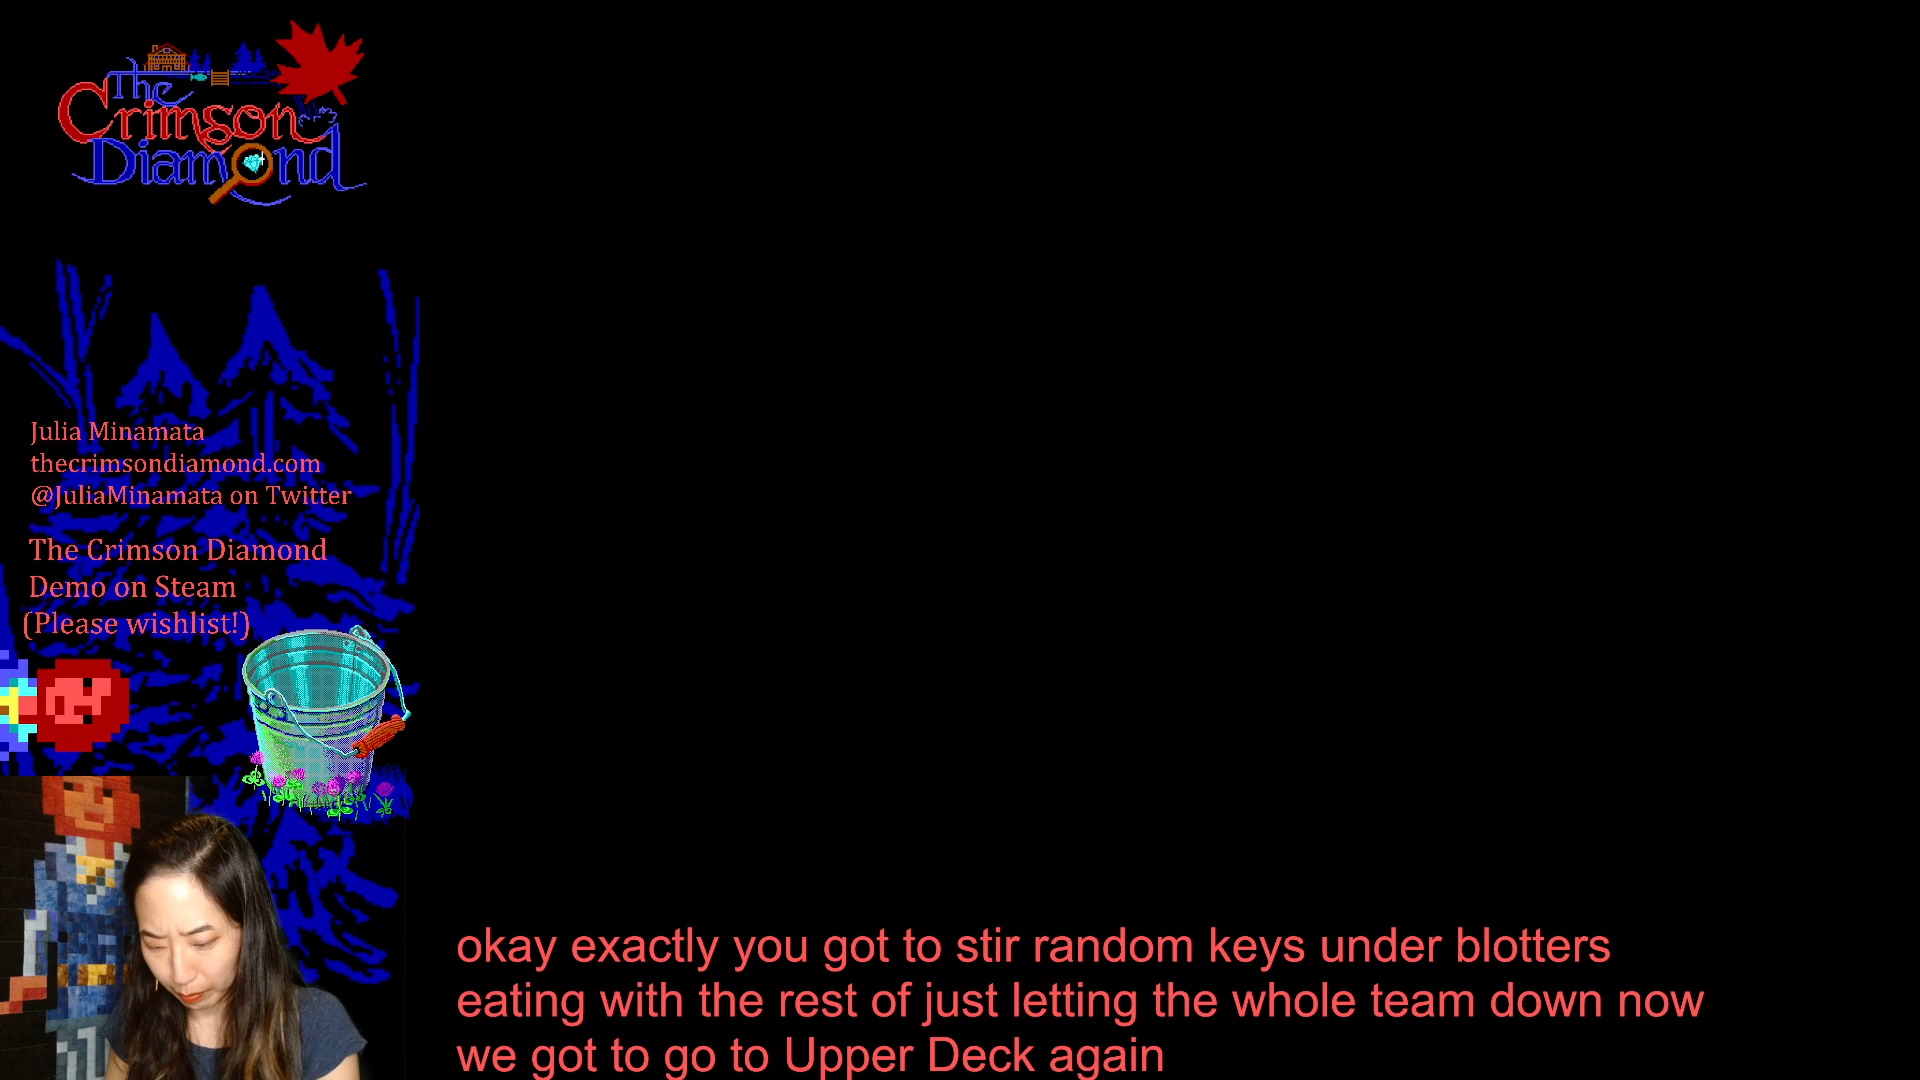 The
Crimson
Diamond
Julia Minamata
thecrimsondiamond.com
@JuliaMinamata on Twitter
The Crimson Diamond
Demo on Steam
(Please wishlist!)
okay exactly you got to stir random keys under blotters
eating with the rest of just letting the whole team down now
we got to go to Upper Deck again